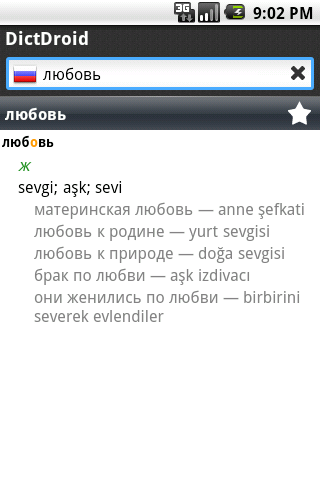 3G 9:02 PM
DictDroid
любовь
любовь
любовь
ж
sevgi; aşk; sevi
материнская любовь — anne şefkati
любовь к родине — yurt sevgisi
любовь к природе — doğa sevgisi
брак по любви — aşk izdivacı
они женились по любви — birbirini
severek evlendiler